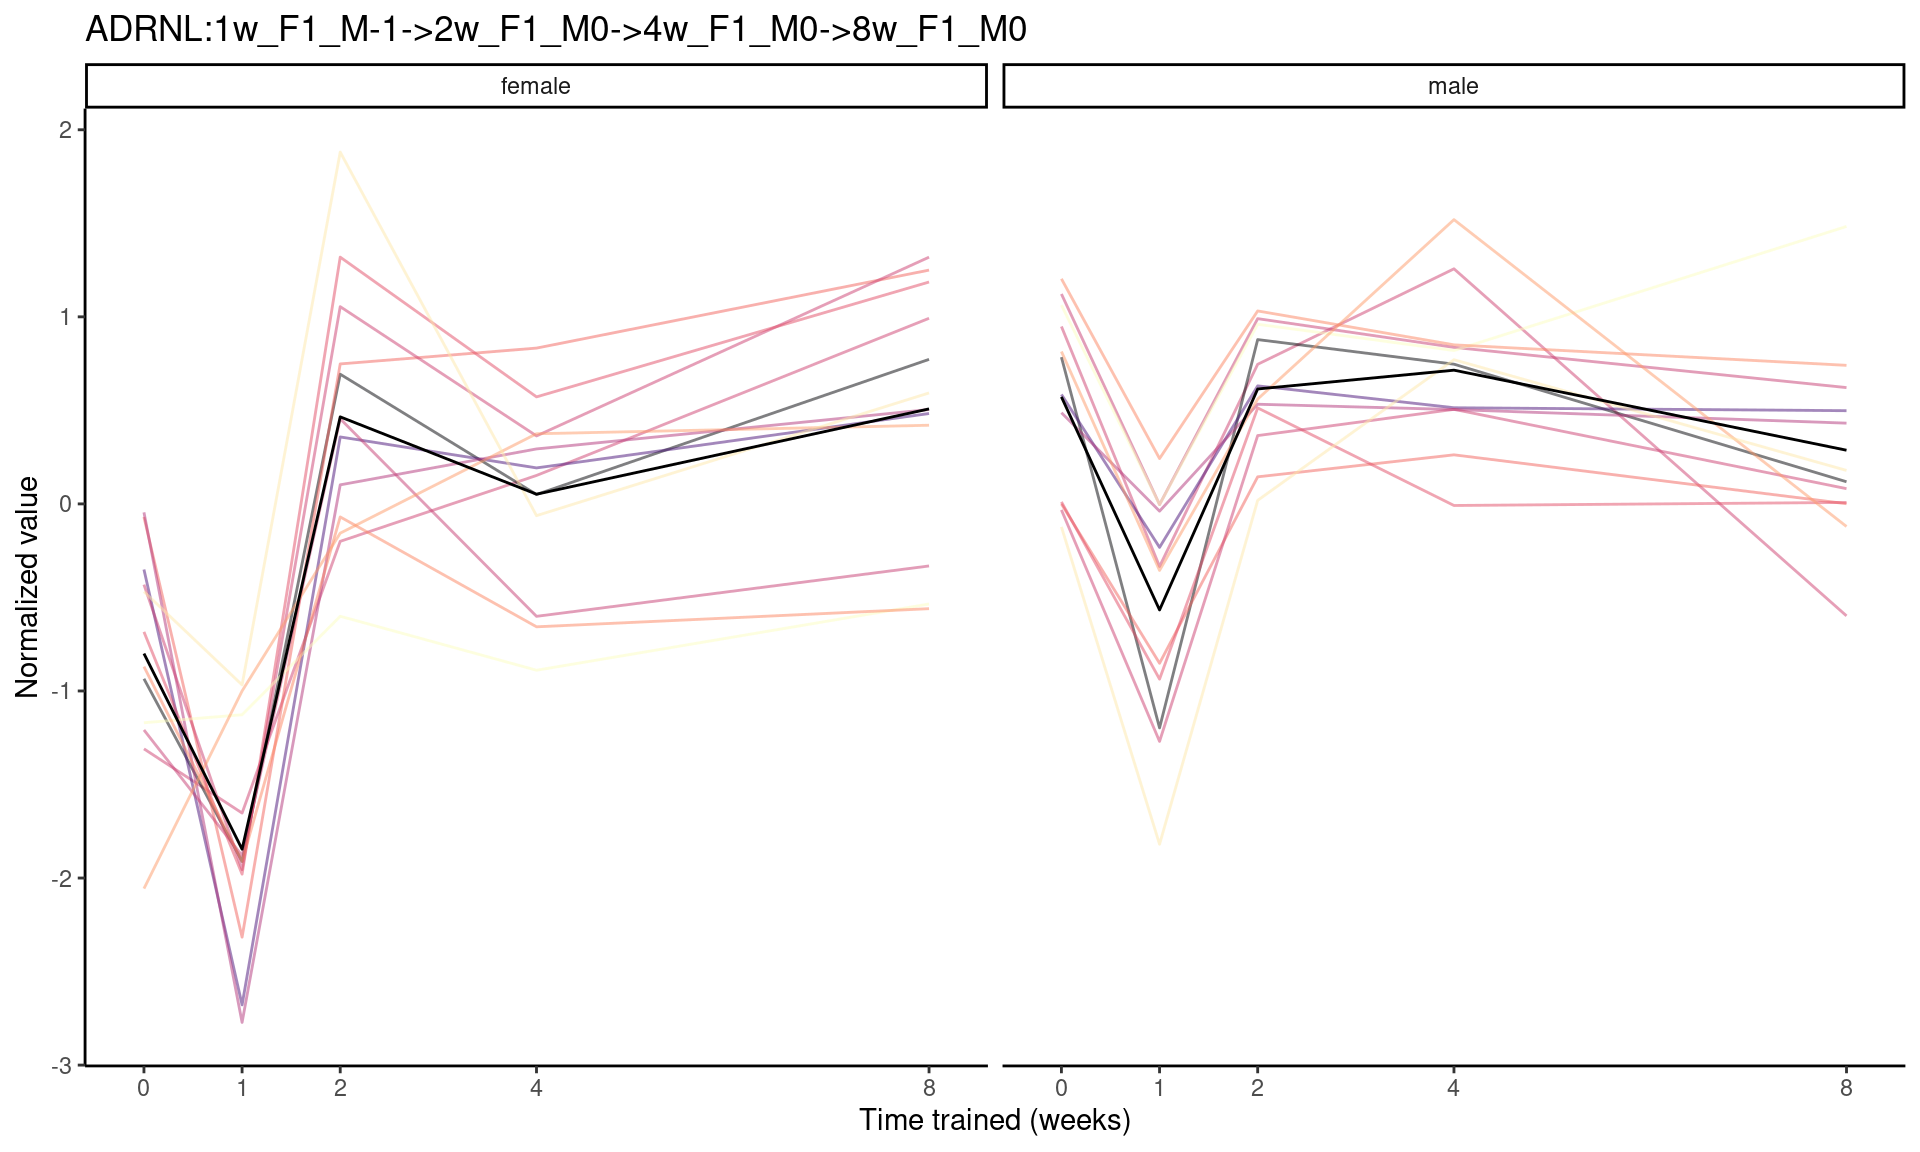 ADRNL:1w_F1_M-1->2w_F1_M0->4w_F1_M0->8w_F1_M0
female male
2
1
0
-1
-2
-3
Normalized value
0 1 2 4 8 0 1 2 4 8
Time trained (weeks)